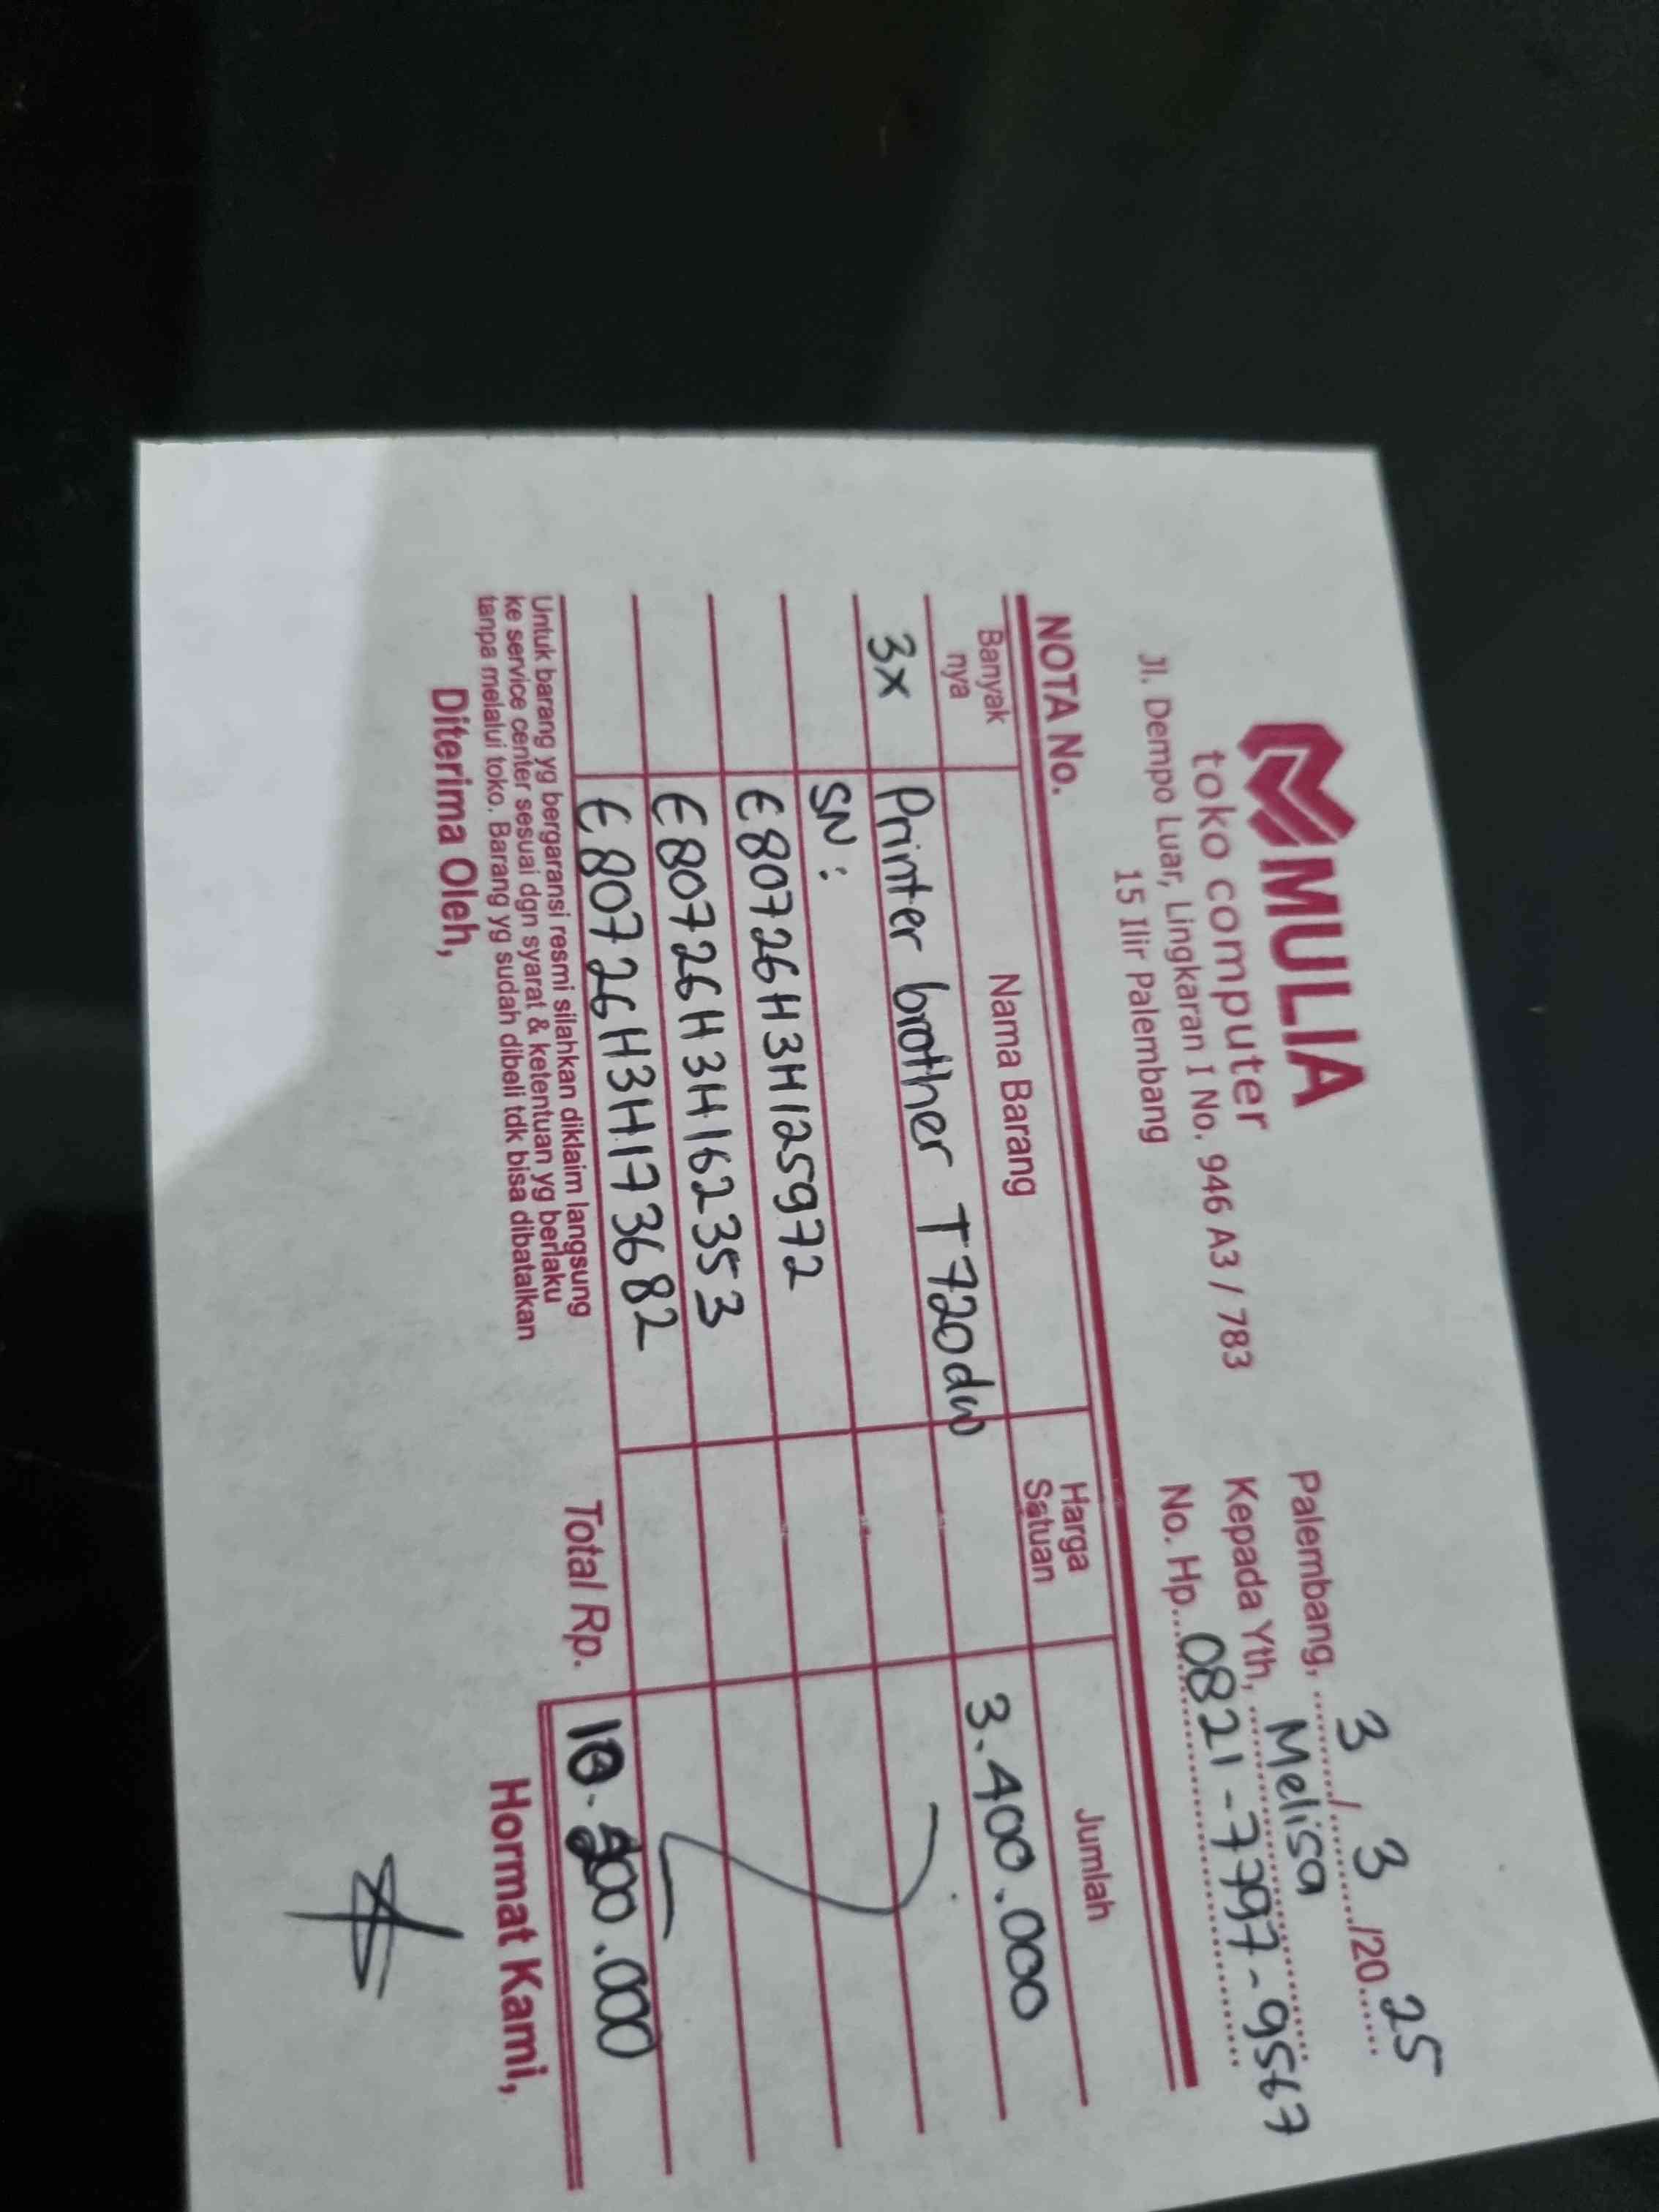 MULIA
toko computer
Jl. Dempo Luar, Lingkaran I No. 946 A3 / 783
15 Ilir Palembang
Palembang, 3 / 3 /20 25
Kepada Yth, Melisa
No. Hp. 0821-7797-9567
NOTA No.
Banyak nya Nama Barang Harga Satuan Jumlah
3x Printer brother T720dw 3.400.000
SN:
E80726H3H125972
E80726H3H162353
E80726H3H173682
Total Rp. 10.200.000
Untuk barang yg bergaransi resmi silahkan diklaim langsung
ke service center sesuai dgn syarat & ketentuan yg berlaku
tanpa melalui toko. Barang yg sudah dibeli tdk bisa dibatalkan
Diterima Oleh,
Hormat Kami,